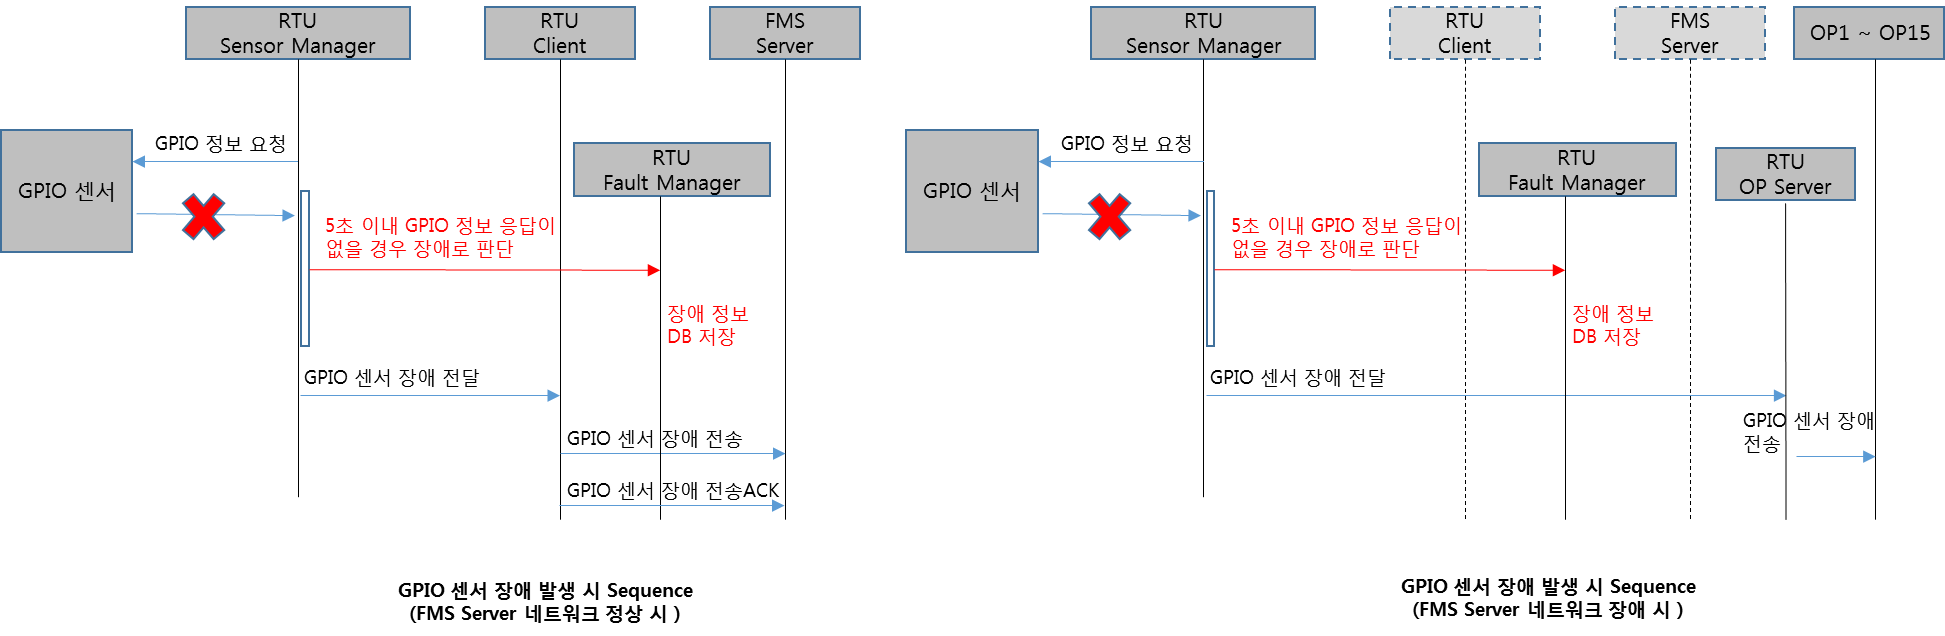 RTU
Sensor Manager
RTU
Client
FMS
Server
GPIO 정보 요청
GPIO 센서
RTU
Fault Manager
5초 이내 GPIO 정보 응답이
없을 경우 장애로 판단
장애 정보
DB 저장
GPIO 센서 장애 전달
GPIO 센서 장애 전송
GPIO 센서 장애 전송ACK
GPIO 센서 장애 발생 시 Sequence
(FMS Server 네트워크 정상 시 )
RTU
Sensor Manager
RTU
Client
FMS
Server
OP1 ~ OP15
GPIO 정보 요청
GPIO 센서
RTU
Fault Manager
RTU
OP Server
5초 이내 GPIO 정보 응답이
없을 경우 장애로 판단
장애 정보
DB 저장
GPIO 센서 장애 전달
GPIO 센서 장애
전송
GPIO 센서 장애 발생 시 Sequence
(FMS Server 네트워크 장애 시 )